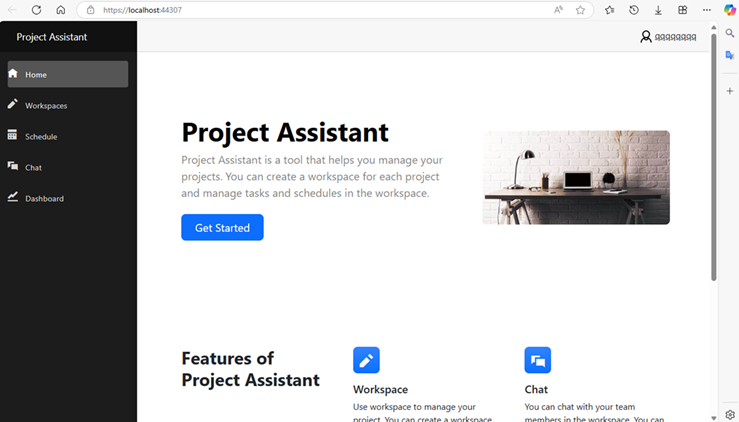 https://localhost:44307
Project Assistant
qqqqqqqq
Home
Workspaces
Schedule
Chat
Dashboard
Project Assistant
Project Assistant is a tool that helps you manage your
projects. You can create a workspace for each project
and manage tasks and schedules in the workspace.
Get Started
Features of
Project Assistant
Workspace
Use workspace to manage your
project. You can create a workspace
Chat
You can chat with your team
members in the workspace. You can